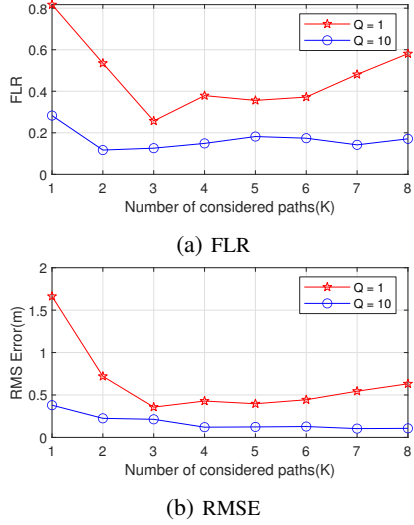 0.8
0.6
0.4
0.2
0
FLR
Q = 1
Q = 10
1 2 3 4 5 6 7 8
Number of considered paths(K)
(a) FLR
2
1.5
1
0.5
0
RMS Error(m)
Q = 1
Q = 10
1 2 3 4 5 6 7 8
Number of considered paths(K)
(b) RMSE